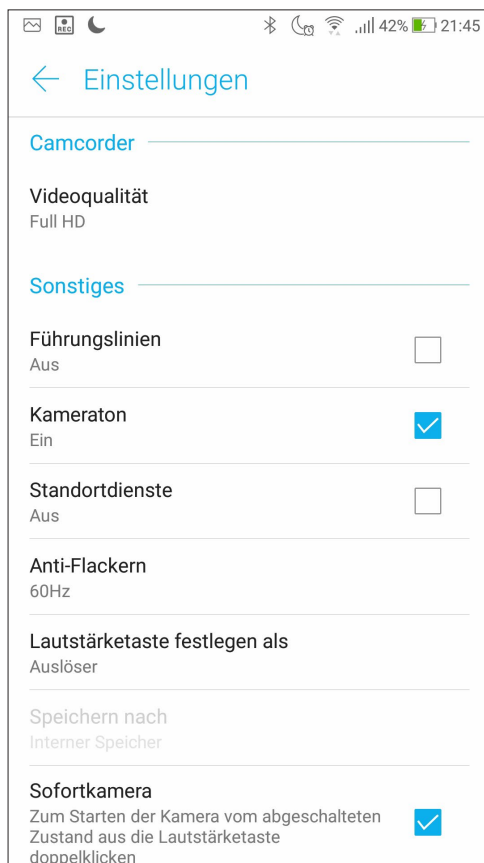 REC 42% 21:45
Einstellungen
Camcorder
Videoqualität
Full HD
Sonstiges
Führungslinien
Aus
Kameraton
Ein
Standortdienste
Aus
Anti-Flackern
60Hz
Lautstärketaste festlegen als
Auslöser
Speichern nach
Interner Speicher
Sofortkamera
Zum Starten der Kamera vom abgeschalteten
Zustand aus die Lautstärketaste
doppelklicken